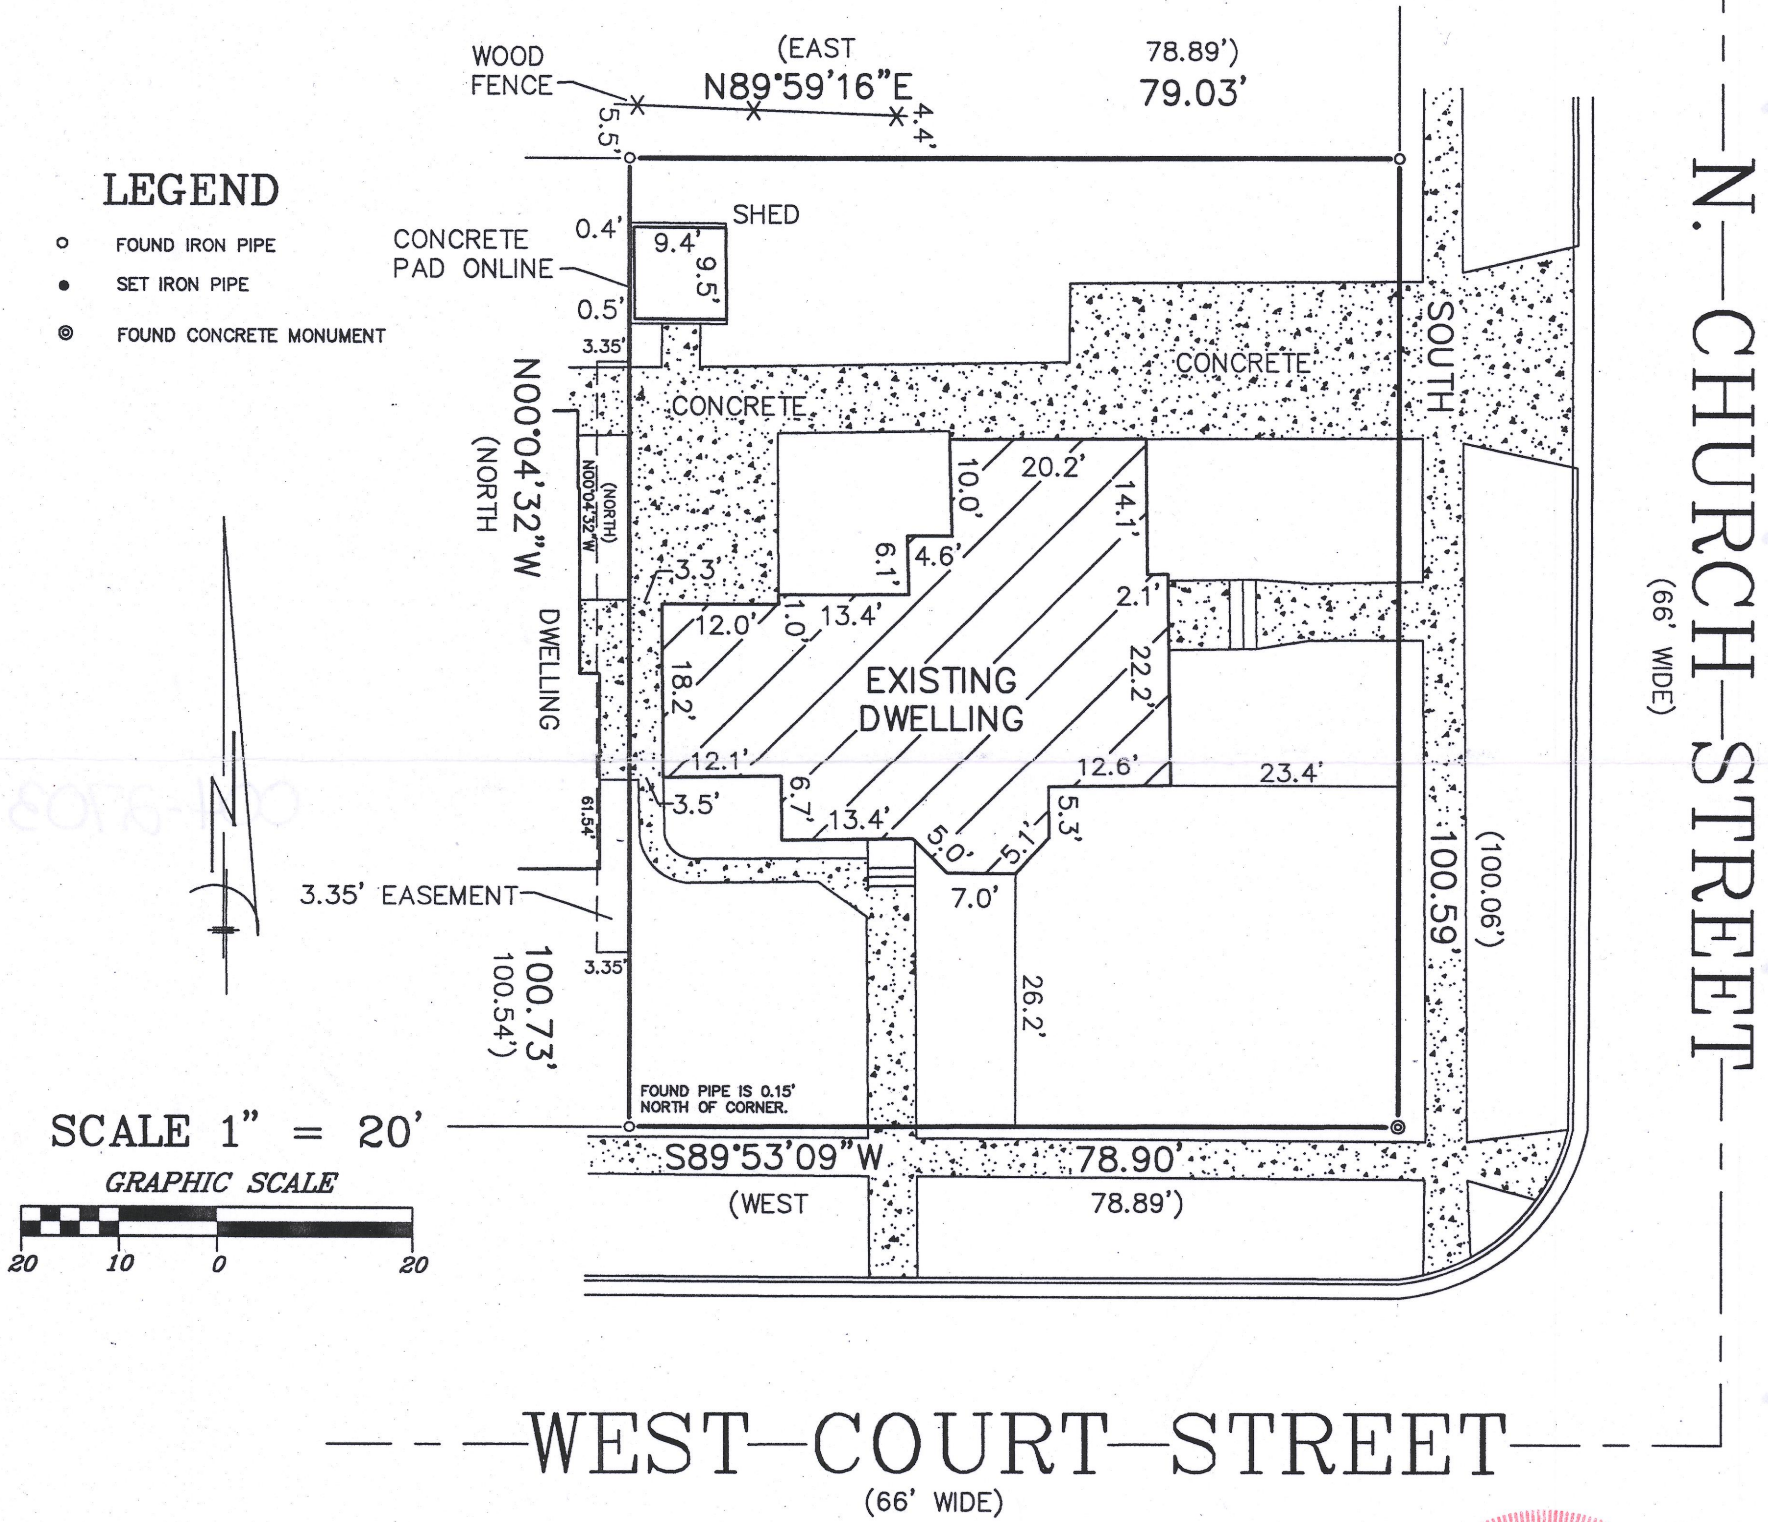 WOOD
FENCE
(EAST
N89°59'16"E
78.89')
79.03'
5.5'
4.4'
LEGEND
FOUND IRON PIPE
SET IRON PIPE
FOUND CONCRETE MONUMENT
CONCRETE
PAD ONLINE
0.4'
0.5'
SHED
9.4'
9.5'
3.35'
CONCRETE
CONCRETE
SOUTH
N. CHURCH STREET
(66' WIDE)
N00°04'32"W
(NORTH
N00°04'32"W
(NORTH)
DWELLING
61.54'
3.3'
12.0'
1.0'
13.4'
6.1'
4.6'
10.0'
20.2'
14.1'
2.1'
22.2'
18.2'
EXISTING
DWELLING
12.1'
3.5'
6.7'
13.4'
5.0'
5.1'
5.3'
7.0'
12.6'
23.4'
26.2'
100.59'
(100.06')
3.35' EASEMENT
3.35'
100.73'
100.54')
FOUND PIPE IS 0.15'
NORTH OF CORNER.
N
SCALE 1" = 20'
GRAPHIC SCALE
20 10 0 20
S89°53'09"W
78.90'
(WEST
78.89')
WEST COURT STREET
(66' WIDE)